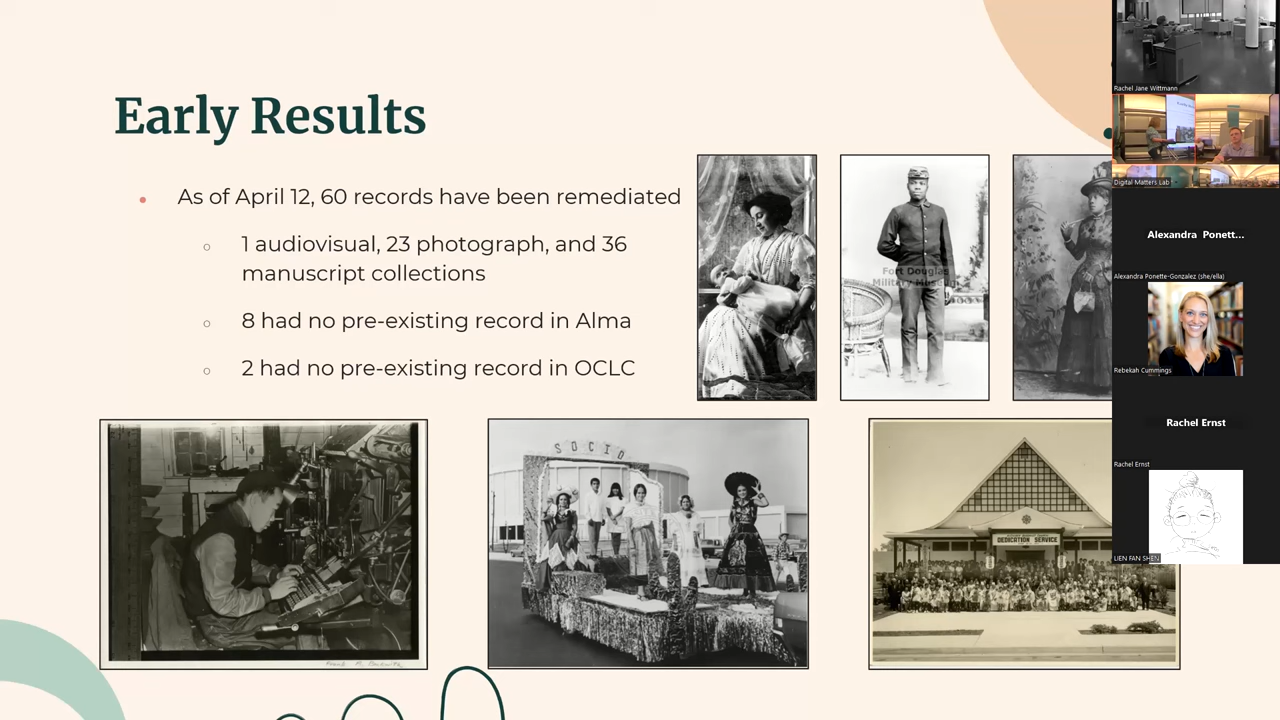 Early Results
As of April 12, 60 records have been remediated
1 audiovisual, 23 photograph, and 36
manuscript collections
8 had no pre-existing record in Alma
2 had no pre-existing record in OCLC
Fort Douglas
Military Museum
SOCIO
DEDICATION SERVICE
Rachel Jane Wittmann
Digital Matters Lab
Alexandra Ponett...
Alexandra Ponette-Gonzalez (she/ella)
Rebekah Cummings
Rachel Ernst
Rachel Ernst
LIEN FAN SHEN